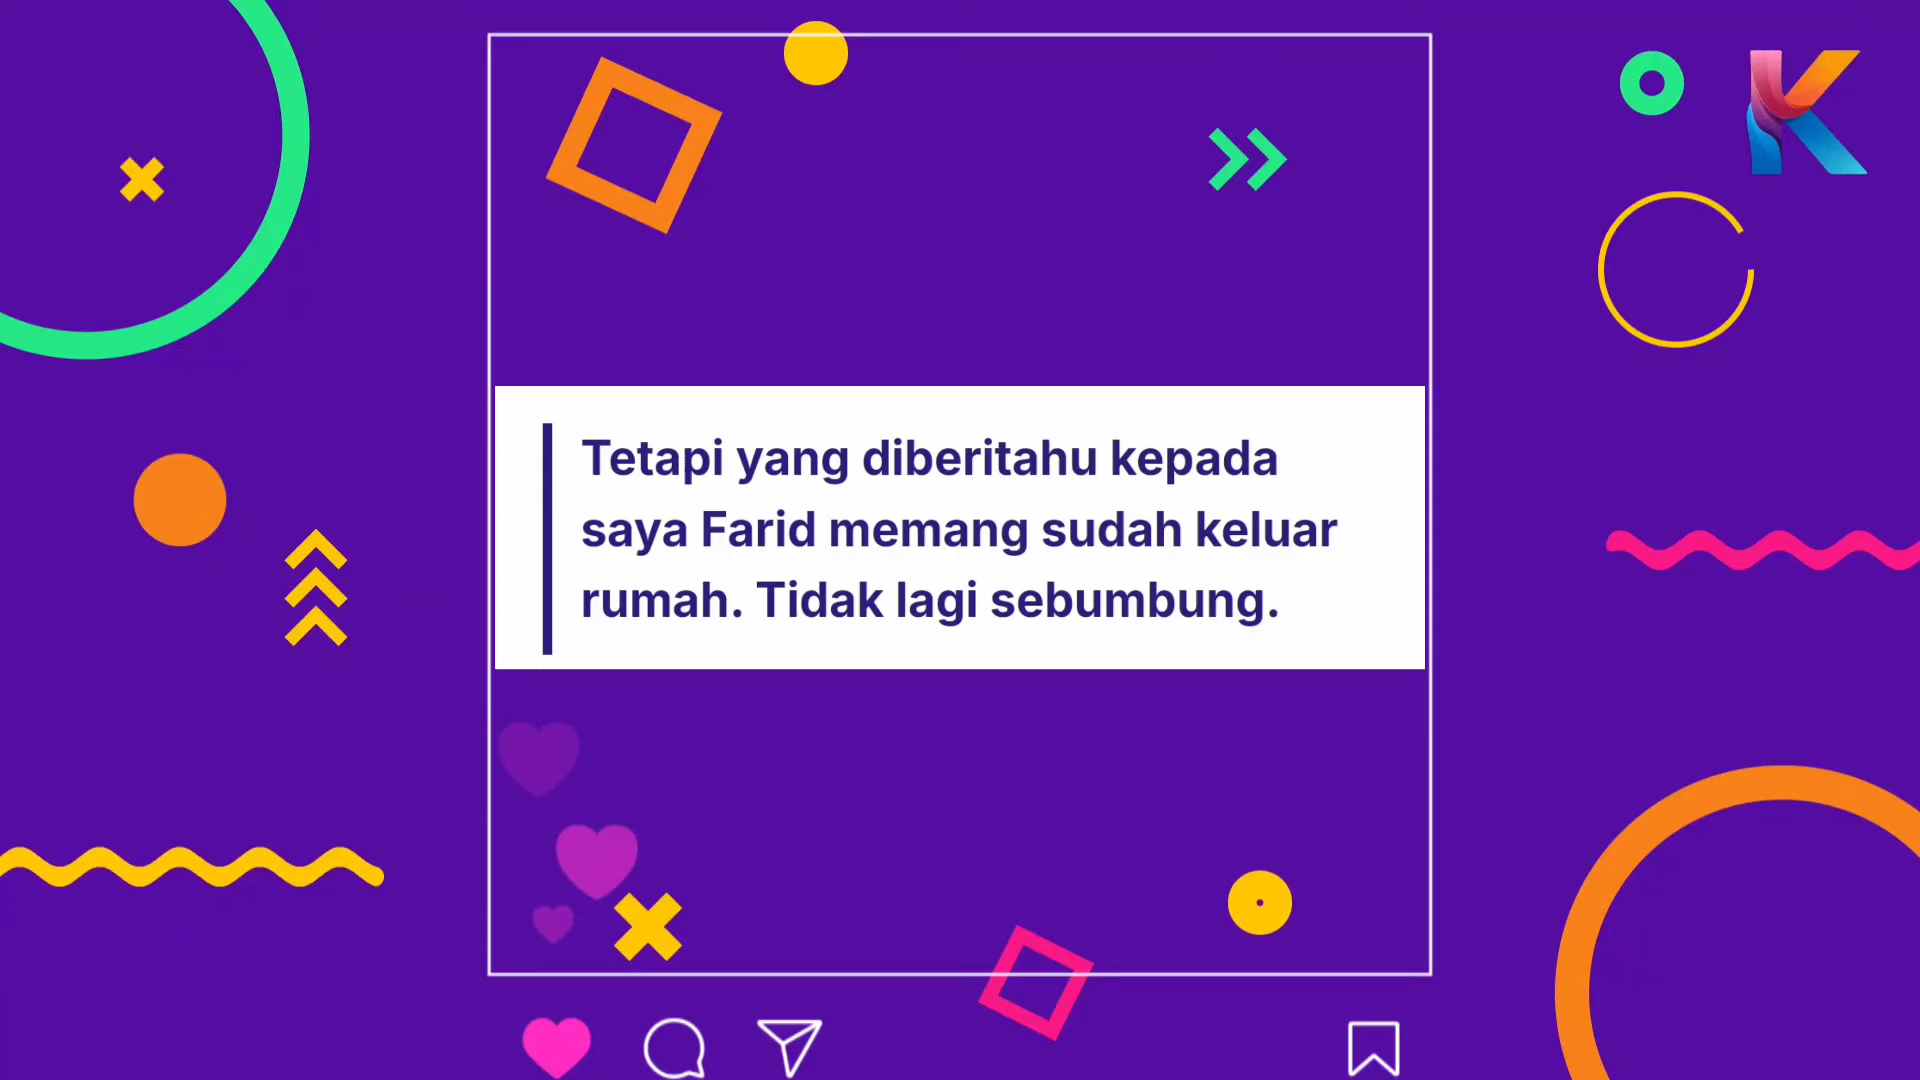 Tetapi yang diberitahu kepada
saya Farid memang sudah keluar
rumah. Tidak lagi sebumbung.